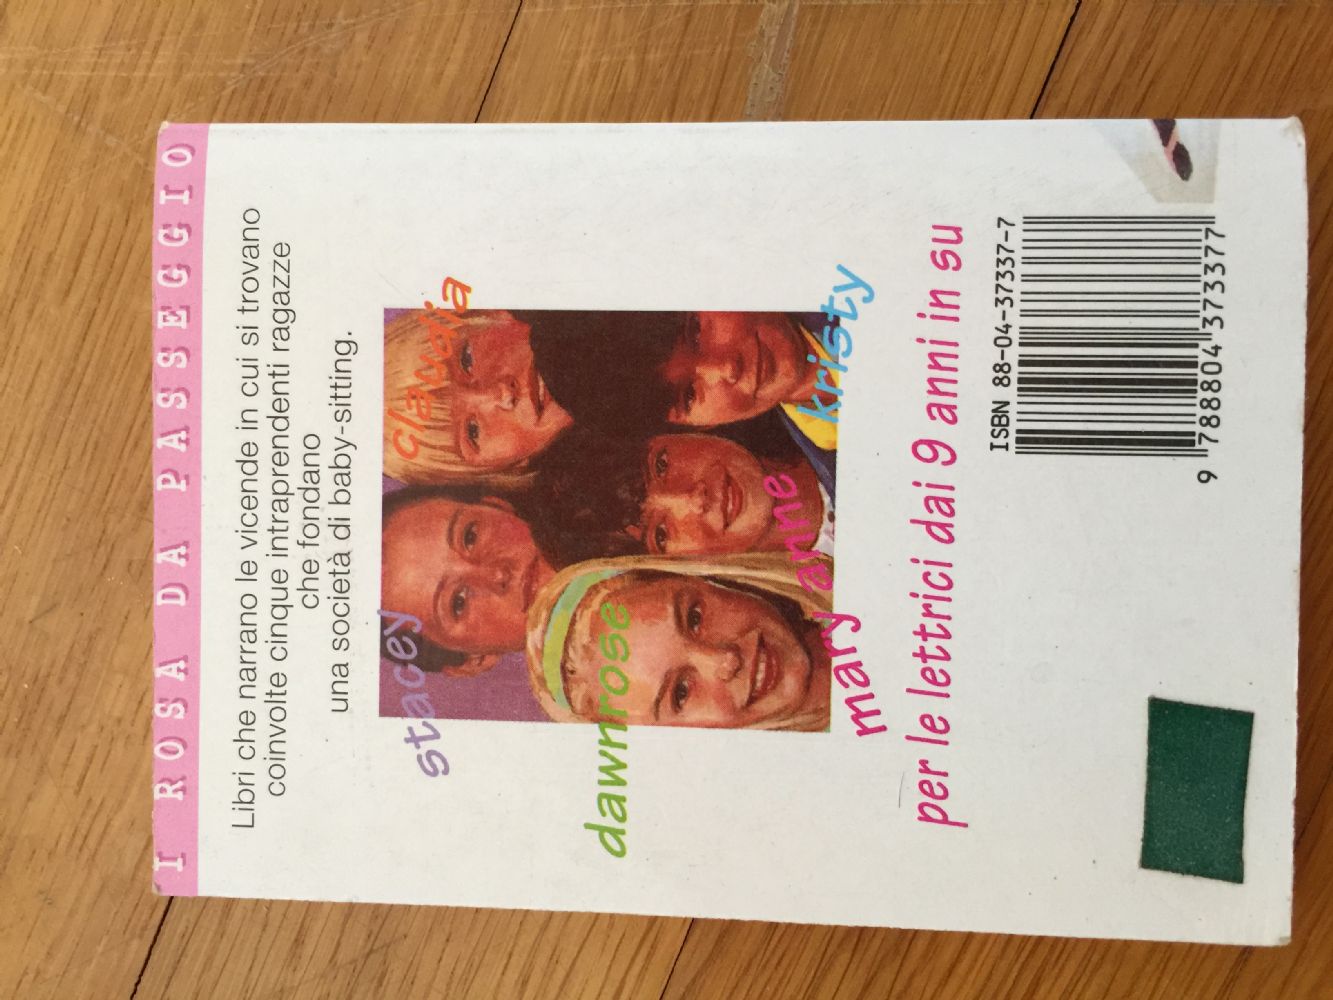 I ROSA DA PASSEGGIO
Libri che narrano le vicende in cui si trovano
coinvolte cinque intraprendenti ragazze
che fondano
una società di baby-sitting.
stacey
claudia
dawnrose
mary anne
kristy
per le lettrici dai 9 anni in su
ISBN 88-04-37337-7
9 788804 373377